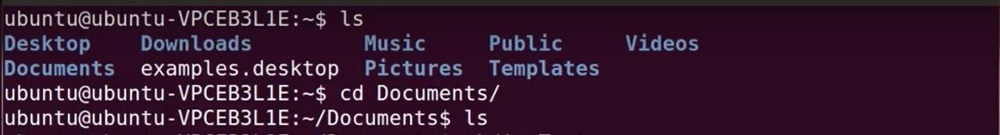 ubuntu@ubuntu-VPCEB3L1E:~$ ls
Desktop Downloads Music Public Videos
Documents examples.desktop Pictures Templates
ubuntu@ubuntu-VPCEB3L1E:~$ cd Documents/
ubuntu@ubuntu-VPCEB3L1E:~/Documents$ ls